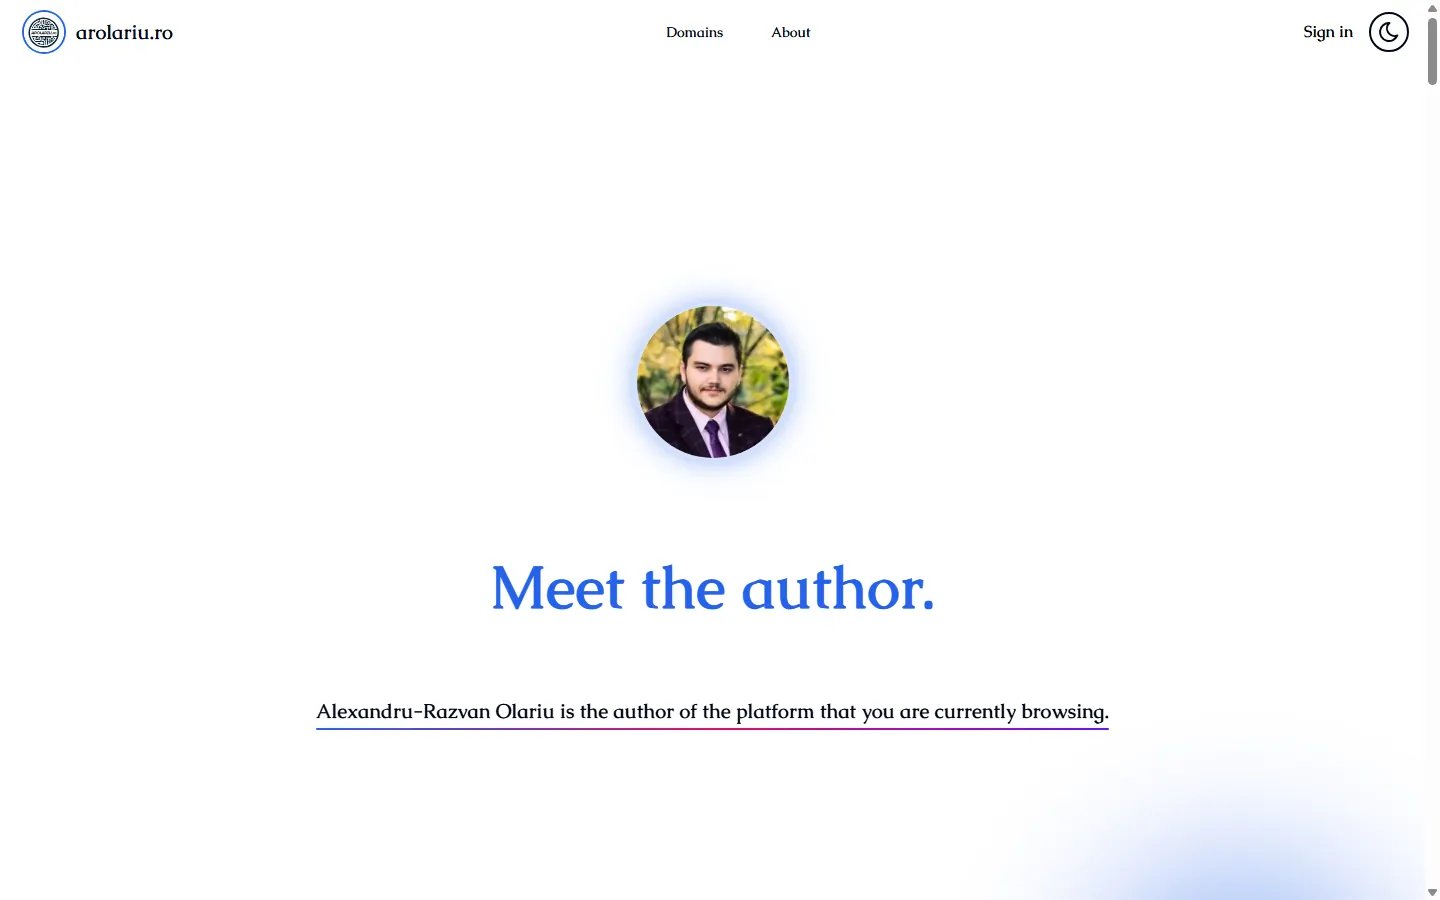 arolariu.ro
Domains
About
Sign in
Meet the author.
Alexandru-Razvan Olariu is the author of the platform that you are currently browsing.